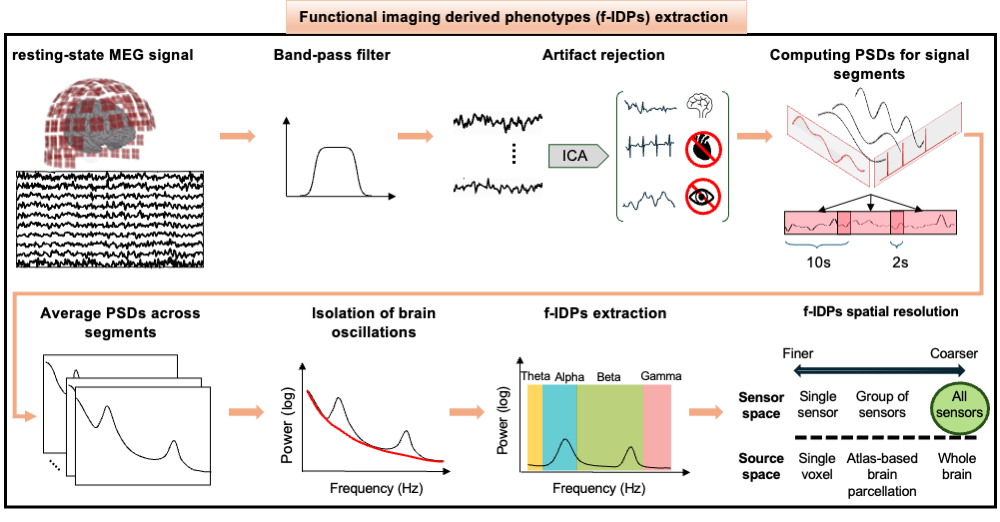 Functional imaging derived phenotypes (f-IDPs) extraction
resting-state MEG signal
Band-pass filter
Artifact rejection
ICA
Computing PSDs for signal
segments
10s
2s
Average PSDs across
segments
Isolation of brain
oscillations
Power (log)
Frequency (Hz)
f-IDPs extraction
Theta
Alpha
Beta
Gamma
Power (log)
Frequency (Hz)
f-IDPs spatial resolution
Finer
Coarser
Sensor
space
Single
sensor
Group of
sensors
All
sensors
Source
space
Single
voxel
Atlas-based
brain
parcellation
Whole
brain